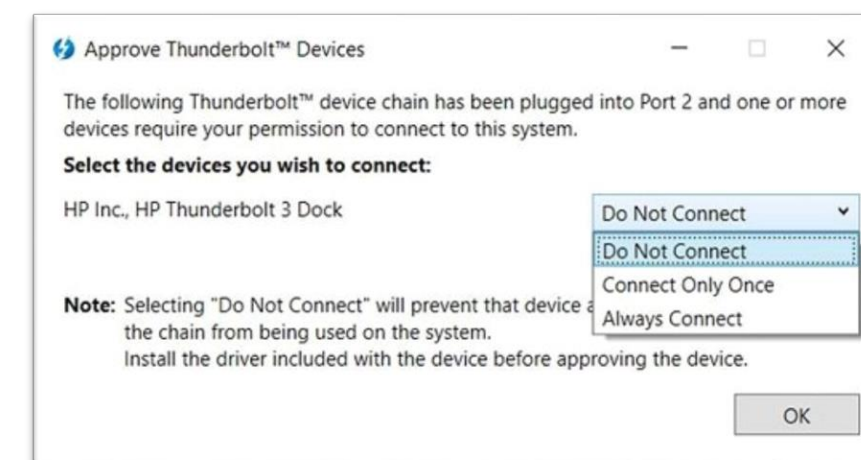 Approve Thunderbolt™ Devices
The following Thunderbolt™ device chain has been plugged into Port 2 and one or more
devices require your permission to connect to this system.
Select the devices you wish to connect:
HP Inc., HP Thunderbolt 3 Dock
Do Not Connect
Do Not Connect
Connect Only Once
Always Connect
Note: Selecting "Do Not Connect" will prevent that device
the chain from being used on the system.
Install the driver included with the device before approving the device.
OK